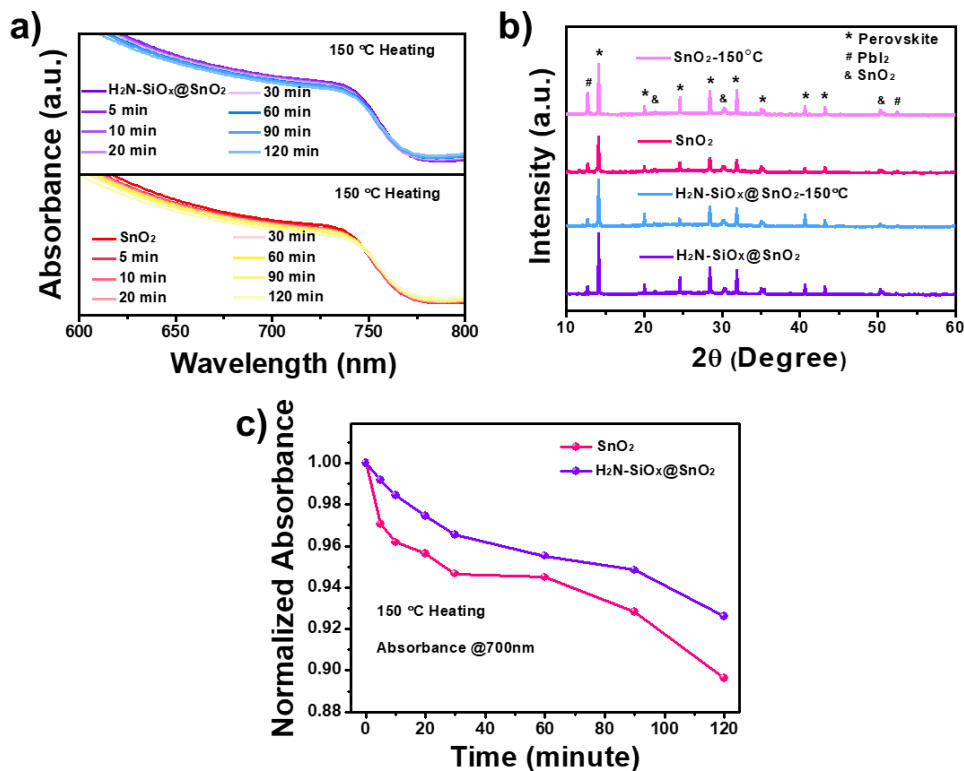 a)
Absorbance (a.u.)
150 ℃ Heating
H₂N-SiOₓ@SnO₂
5 min
10 min
20 min
30 min
60 min
90 min
120 min
150 ℃ Heating
SnO₂
5 min
10 min
20 min
30 min
60 min
90 min
120 min
600 650 700 750 800
Wavelength (nm)
b)
Intensity (a.u.)
* Perovskite
# PbI₂
& SnO₂
SnO₂-150°C
# * * & * * & * * * * & #
SnO₂
H₂N-SiOₓ@SnO₂-150℃
H₂N-SiOₓ@SnO₂
10 20 30 40 50 60
2θ (Degree)
c)
Normalized Absorbance
1.00
0.98
0.96
0.94
0.92
0.90
0.88
SnO₂
H₂N-SiOₓ@SnO₂
150 ℃ Heating
Absorbance @700nm
0 20 40 60 80 100 120
Time (minute)